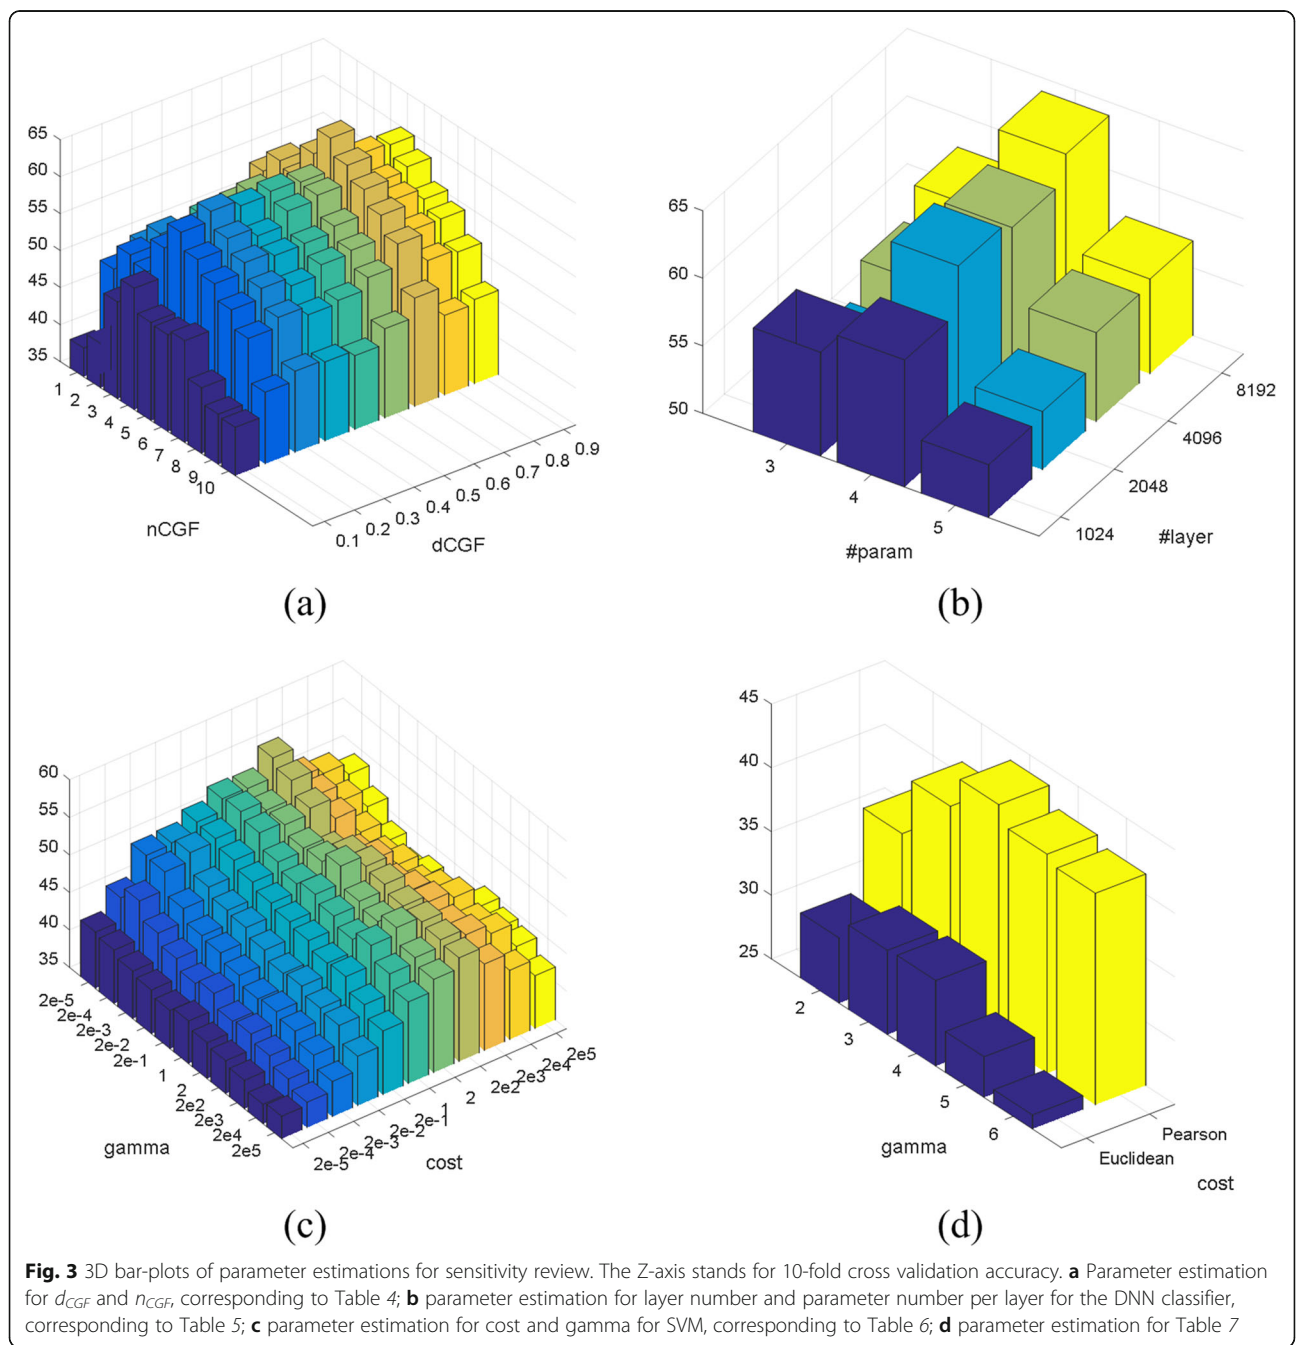 65
60
55
50
45
40
35
1
2
3
4
5
6
7
8
9
10
nCGF
0.1
0.2
0.3
0.4
0.5
0.6
0.7
0.8
0.9
dCGF
(a)
65
60
55
50
3
4
5
#param
1024
2048
4096
8192
#layer
(b)
60
55
50
45
40
35
2e-5
2e-4
2e-3
2e-2
2e-1
1
2
2e2
2e3
2e4
2e5
gamma
2e-5
2e-4
2e-3
2e-2
2e-1
1
2
2e2
2e3
2e4
2e5
cost
(c)
45
40
35
30
25
2
3
4
5
6
gamma
Euclidean
Pearson
cost
(d)
Fig. 3 3D bar-plots of parameter estimations for sensitivity review. The Z-axis stands for 10-fold cross validation accuracy. a Parameter estimation
for dCGF and nCGF, corresponding to Table 4; b parameter estimation for layer number and parameter number per layer for the DNN classifier,
corresponding to Table 5; c parameter estimation for cost and gamma for SVM, corresponding to Table 6; d parameter estimation for Table 7